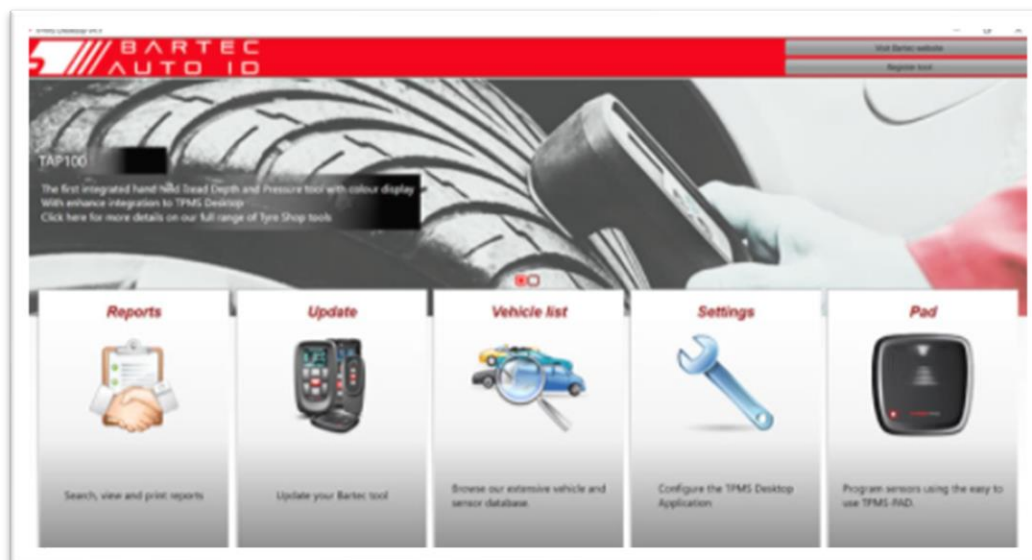 TPMS Desktop
BARTEC
AUTO ID
Visit Bartec website
Register tool
TAP100
The first integrated hand held Tread Depth and Pressure tool with colour display
With enhance integration to TPMS Desktop
Click here for more details on our full range of Tyre Shop tools
Reports
Update
Vehicle list
Settings
Pad
Search, view and print reports
Update your Bartec tool
Browse our extensive vehicle and
sensor database.
Configure the TPMS Desktop
Application
Program sensors using the easy to
use TPMS-PAD.